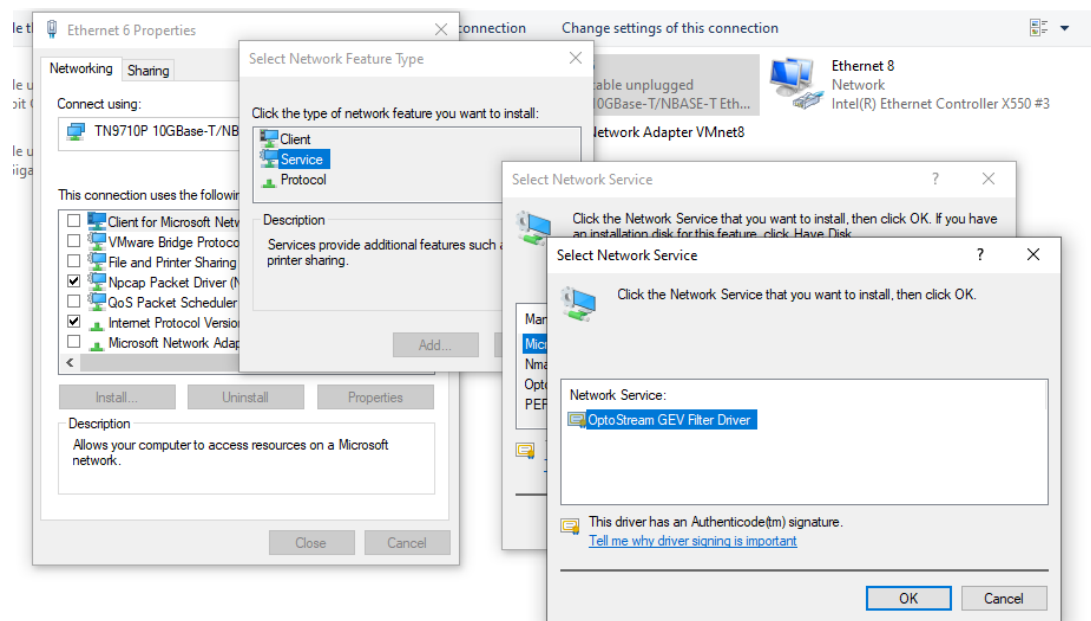 connection
Change settings of this connection
Ethernet 6 Properties
Networking
Sharing
Connect using:
TN9710P 10GBase-T/NB
This connection uses the followin
Client for Microsoft Netw
VMware Bridge Protoco
File and Printer Sharing
Npcap Packet Driver (N
QoS Packet Scheduler
Internet Protocol Versio
Microsoft Network Adap
Install...
Uninstall
Properties
Description
Allows your computer to access resources on a Microsoft
network.
Close
Cancel
Select Network Feature Type
Click the type of network feature you want to install:
Client
Service
Protocol
Description
Services provide additional features such a
printer sharing.
Add...
able unplugged
10GBase-T/NBASE-T Eth...
Network Adapter VMnet8
Ethernet 8
Network
Intel(R) Ethernet Controller X550 #3
Select Network Service
?
Click the Network Service that you want to install, then click OK. If you have
an installation disk for this feature, click Have Disk.
Man
Micr
Nma
Opto
PER
Select Network Service
?
Click the Network Service that you want to install, then click OK.
Network Service:
OptoStream GEV Filter Driver
This driver has an Authenticode(tm) signature.
Tell me why driver signing is important
OK
Cancel